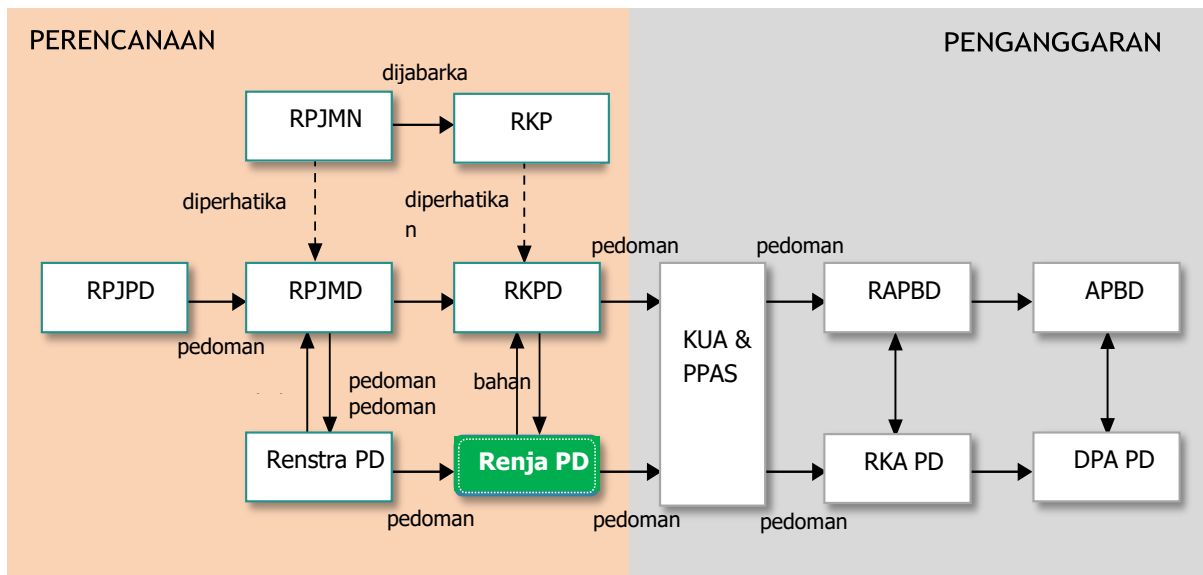 PERENCANAAN
PENGANGGARAN
dijabarka
RPJMN
RKP
diperhatika
diperhatika
n
pedoman
pedoman
RPJPD
RPJMD
RKPD
RAPBD
APBD
KUA &
PPAS
pedoman
pedoman
pedoman
bahan
Renstra PD
Renja PD
RKA PD
DPA PD
pedoman
pedoman
pedoman